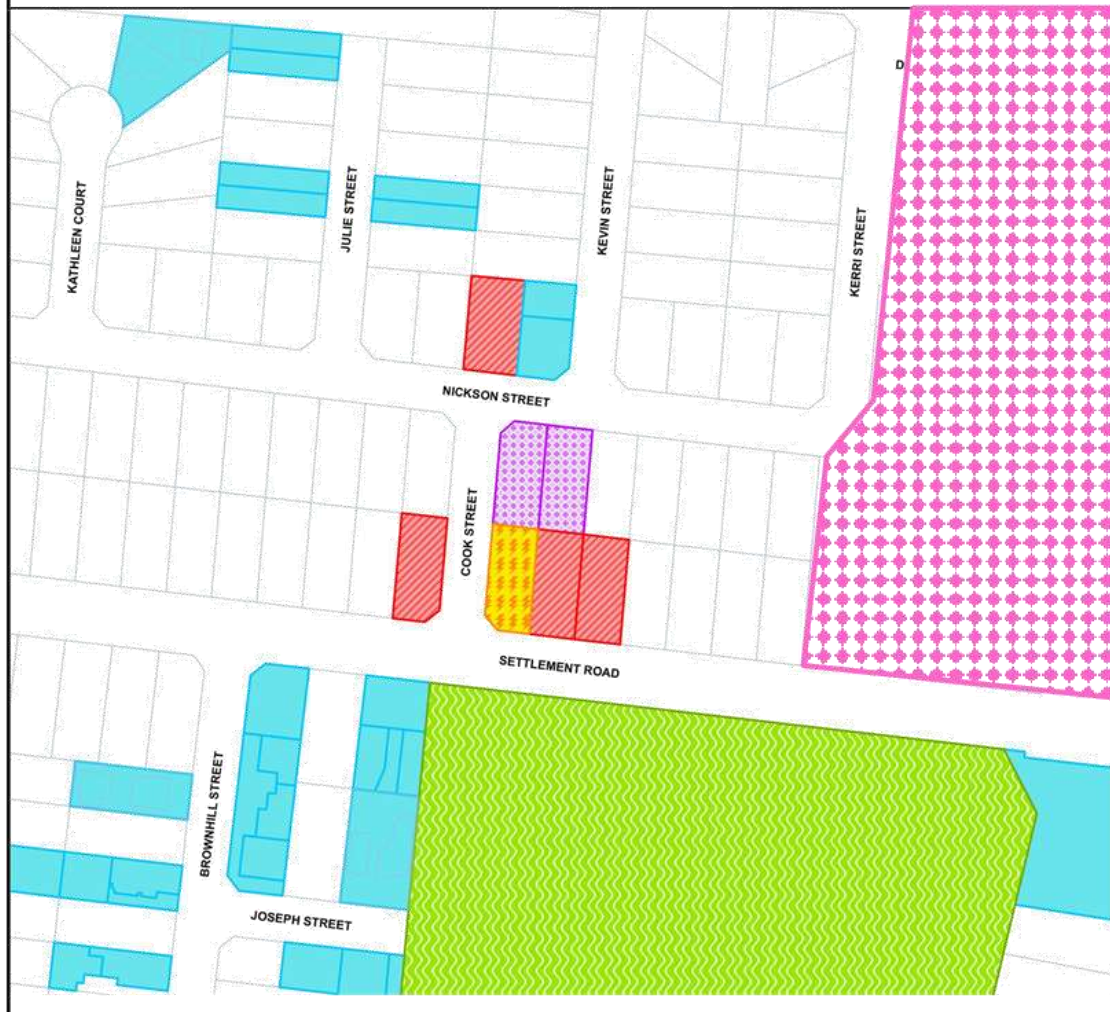 D
KATHLEEN COURT
JULIE STREET
KEVIN STREET
KERRI STREET
NICKSON STREET
COOK STREET
SETTLEMENT ROAD
BROWNHILL STREET
JOSEPH STREET